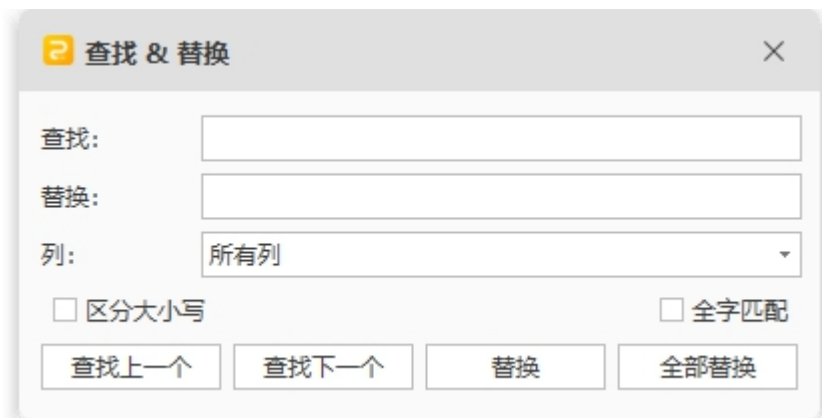 查找 & 替换
查找:
替换:
列: 所有列
区分大小写 全字匹配
查找上一个 查找下一个 替换 全部替换